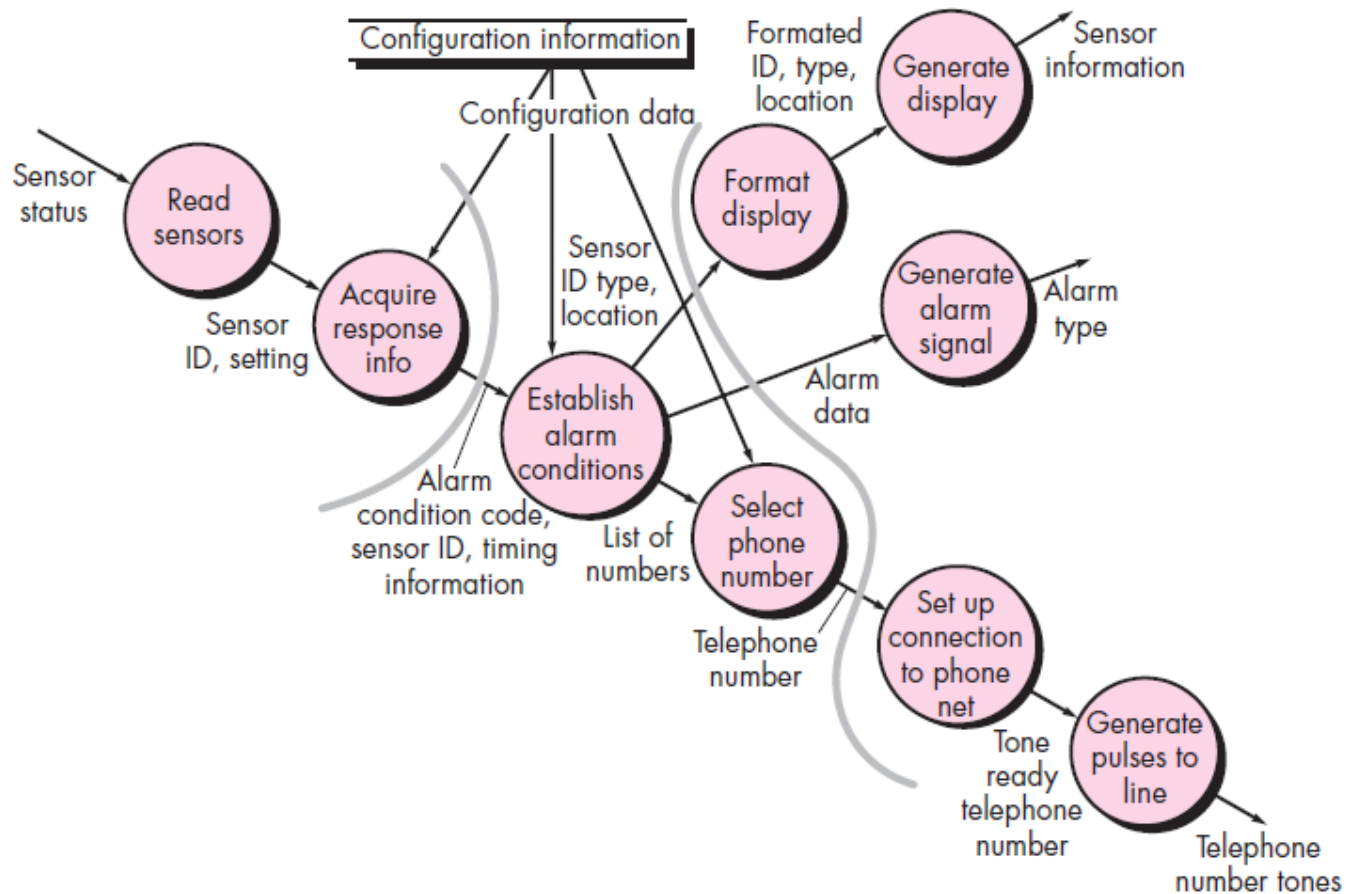 Configuration information
Configuration data
Sensor
status
Read
sensors
Sensor
ID, setting
Acquire
response
info
Alarm
condition code,
sensor ID, timing
information
Establish
alarm
conditions
Sensor
ID type,
location
Format
display
Formated
ID, type,
location
Generate
display
Sensor
information
Alarm
data
Generate
alarm
signal
Alarm
type
List of
numbers
Select
phone
number
Telephone
number
Set up
connection
to phone
net
Tone
ready
telephone
number
Generate
pulses to
line
Telephone
number tones